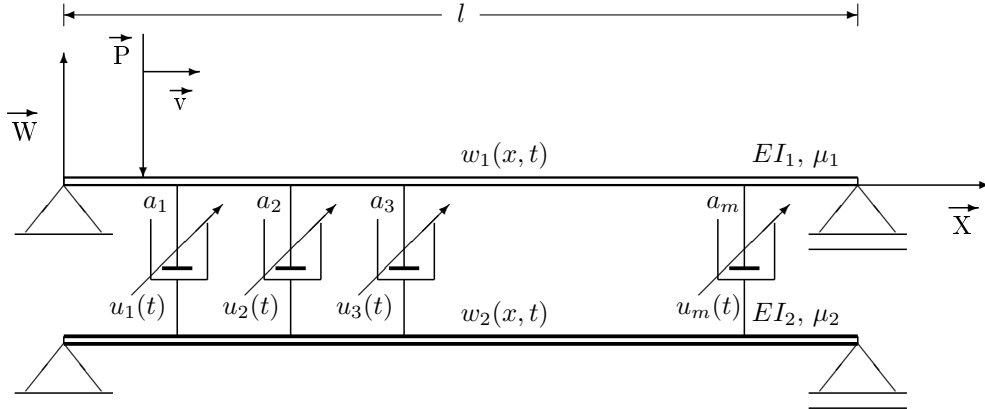 l
P
v
W
w₁(x, t)
EI₁, μ₁
a₁
a₂
a₃
aₘ
X
u₁(t)
u₂(t)
u₃(t)
uₘ(t)
w₂(x, t)
EI₂, μ₂